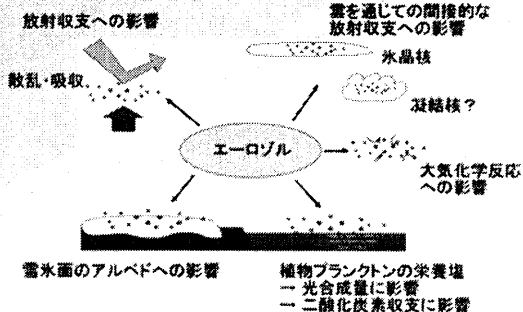 放射収支への影響
散乱・吸収
雲を通じての間接的な
放射収支への影響
氷晶核
凝結核？
エーロゾル
大気化学反応
への影響
雪氷面のアルベドへの影響
植物プランクトンの栄養塩
→ 光合成量に影響
→ 二酸化炭素収支に影響